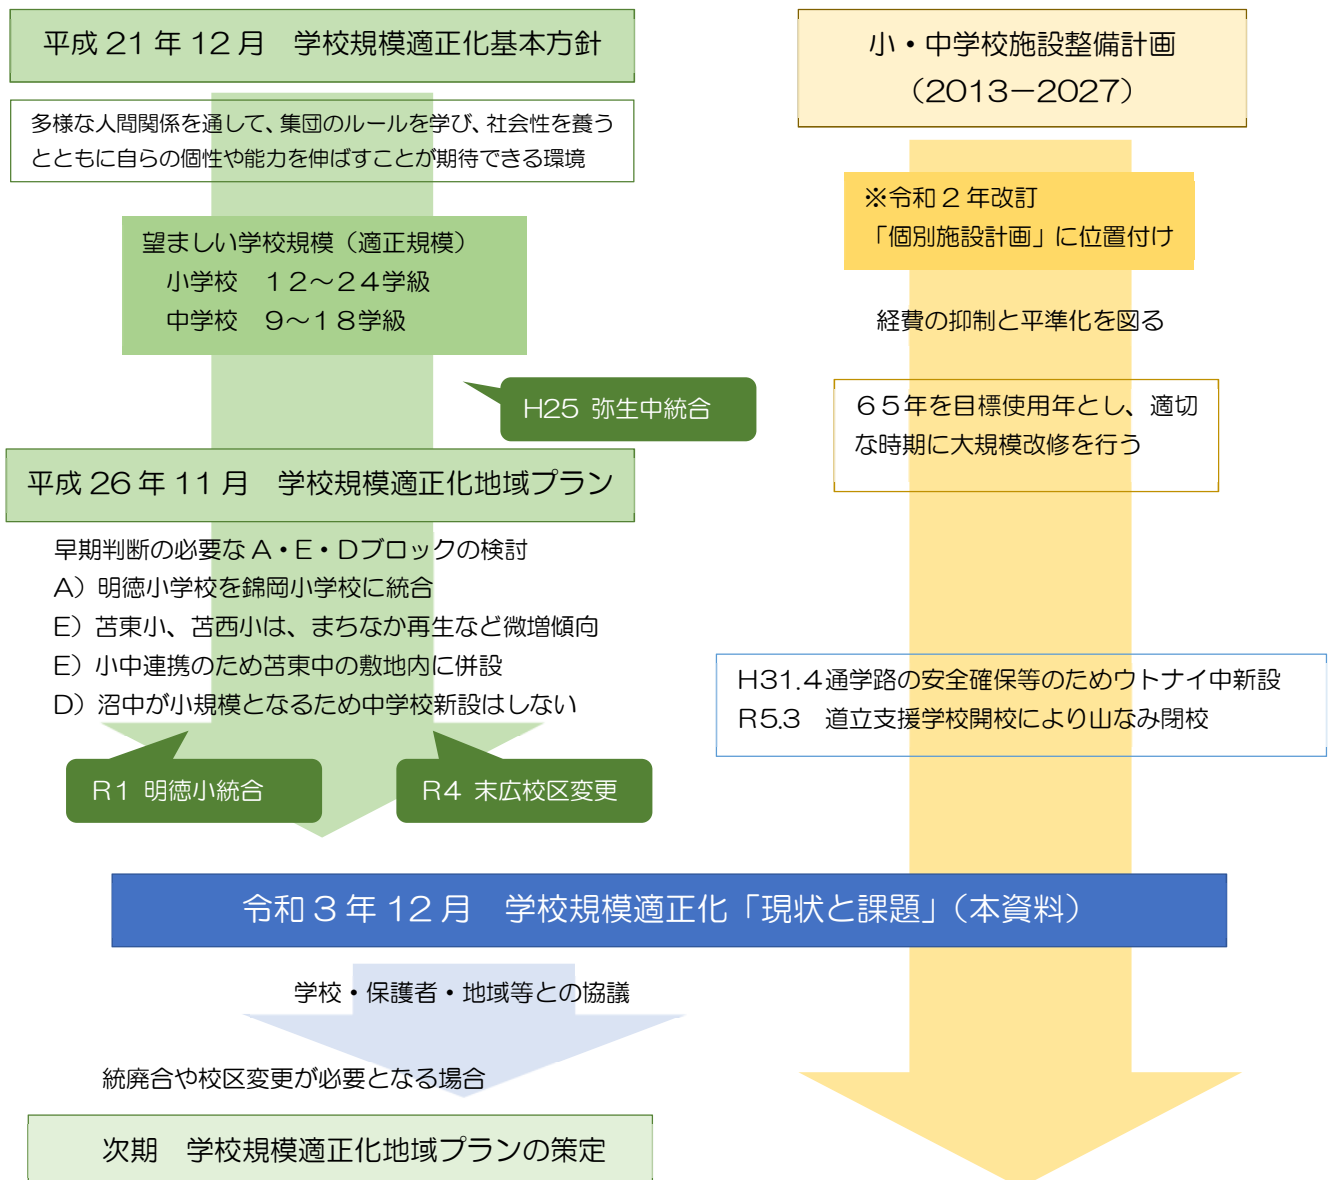 平成21年12月　学校規模適正化基本方針
多様な人間関係を通して、集団のルールを学び、社会性を養う
とともに自らの個性や能力を伸ばすことが期待できる環境
望ましい学校規模（適正規模）
小学校　１２～２４学級
中学校　９～１８学級
H25 弥生中統合
平成26年11月　学校規模適正化地域プラン
早期判断の必要なA・E・Dブロックの検討
A）明徳小学校を錦岡小学校に統合
E）苫東小、苫西小は、まちなか再生など微増傾向
E）小中連携のため苫東中の敷地内に併設
D）沼中が小規模となるため中学校新設はしない
R1 明徳小統合
R4 末広校区変更
小・中学校施設整備計画
（2013－2027）
※令和２年改訂
「個別施設計画」に位置付け
経費の抑制と平準化を図る
６５年を目標使用年とし、適切
な時期に大規模改修を行う
H31.4通学路の安全確保等のためウトナイ中新設
R5.3　道立支援学校開校により山なみ閉校
令和３年12月　学校規模適正化「現状と課題」（本資料）
学校・保護者・地域等との協議
統廃合や校区変更が必要となる場合
次期　学校規模適正化地域プランの策定